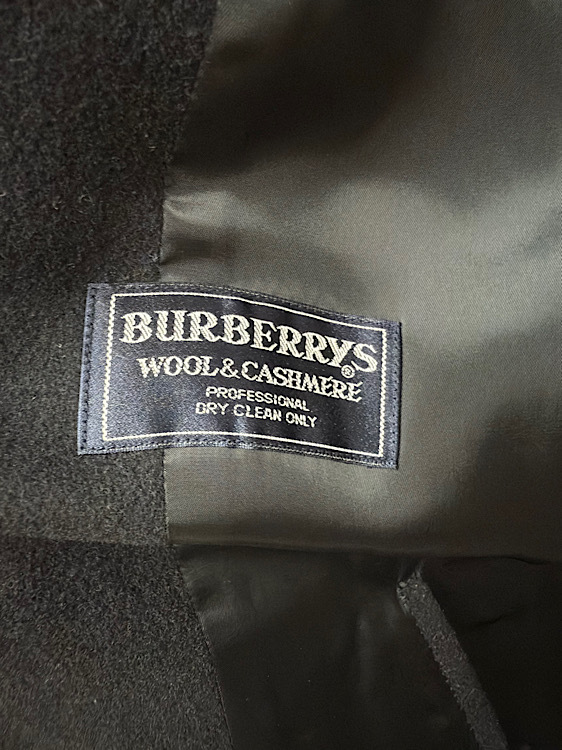 BURBERRYS®
WOOL & CASHMERE
PROFESSIONAL
DRY CLEAN ONLY